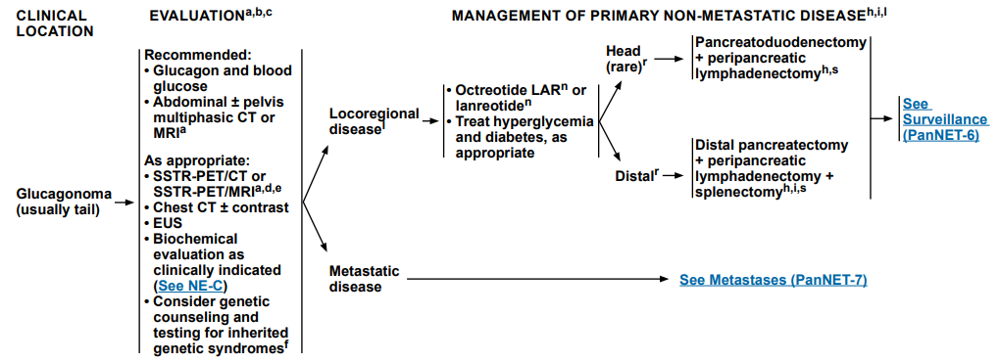 CLINICAL
LOCATION
EVALUATIONa,b,c
MANAGEMENT OF PRIMARY NON-METASTATIC DISEASEh,i,l
Glucagonoma
(usually tail)
Recommended:
• Glucagon and blood
glucose
• Abdominal ± pelvis
multiphasic CT or
MRIa
As appropriate:
• SSTR-PET/CT or
SSTR-PET/MRIa,d,e
• Chest CT ± contrast
• EUS
• Biochemical
evaluation as
clinically indicated
(See NE-C)
• Consider genetic
counseling and
testing for inherited
genetic syndromesf
Locoregional
diseasel
• Octreotide LARn or
lanreotiden
• Treat hyperglycemia
and diabetes, as
appropriate
Head
(rare)r
Pancreatoduodenectomy
+ peripancreatic
lymphadenectomyh,s
Distalr
Distal pancreatectomy
+ peripancreatic
lymphadenectomy +
splenectomyh,i,s
See
Surveillance
(PanNET-6)
Metastatic
disease
See Metastases (PanNET-7)